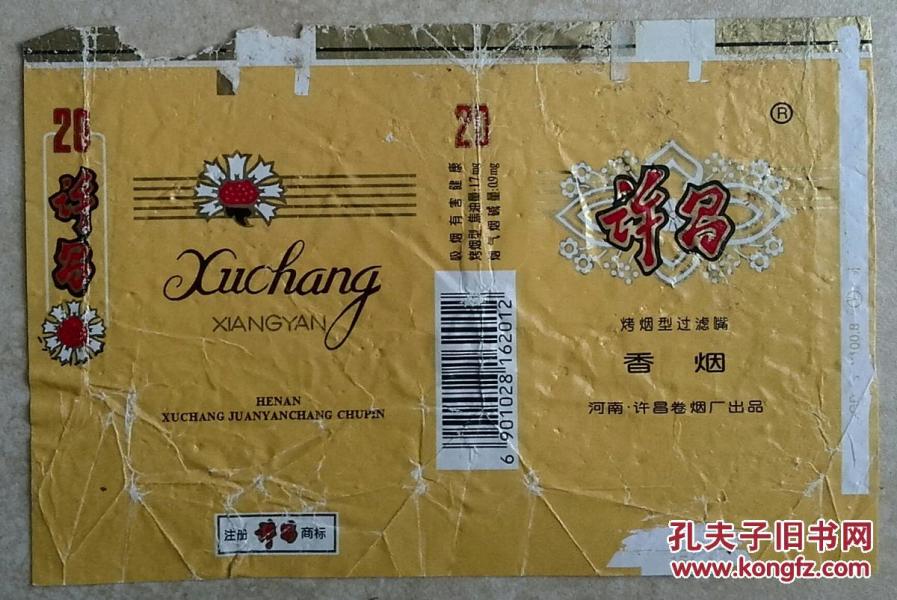 20
许昌
Xuchang
XIANGYAN
HENAN
XUCHANG JUANYANCHANG CHUPIN
注册 许昌 商标
20
吸烟有害健康
烤烟型 焦油量:17mg
烟气烟碱量:0.9mg
6 901028 162012
®
许昌
烤烟型过滤嘴
香烟
河南·许昌卷烟厂出品
孔夫子旧书网
www.kongfz.com